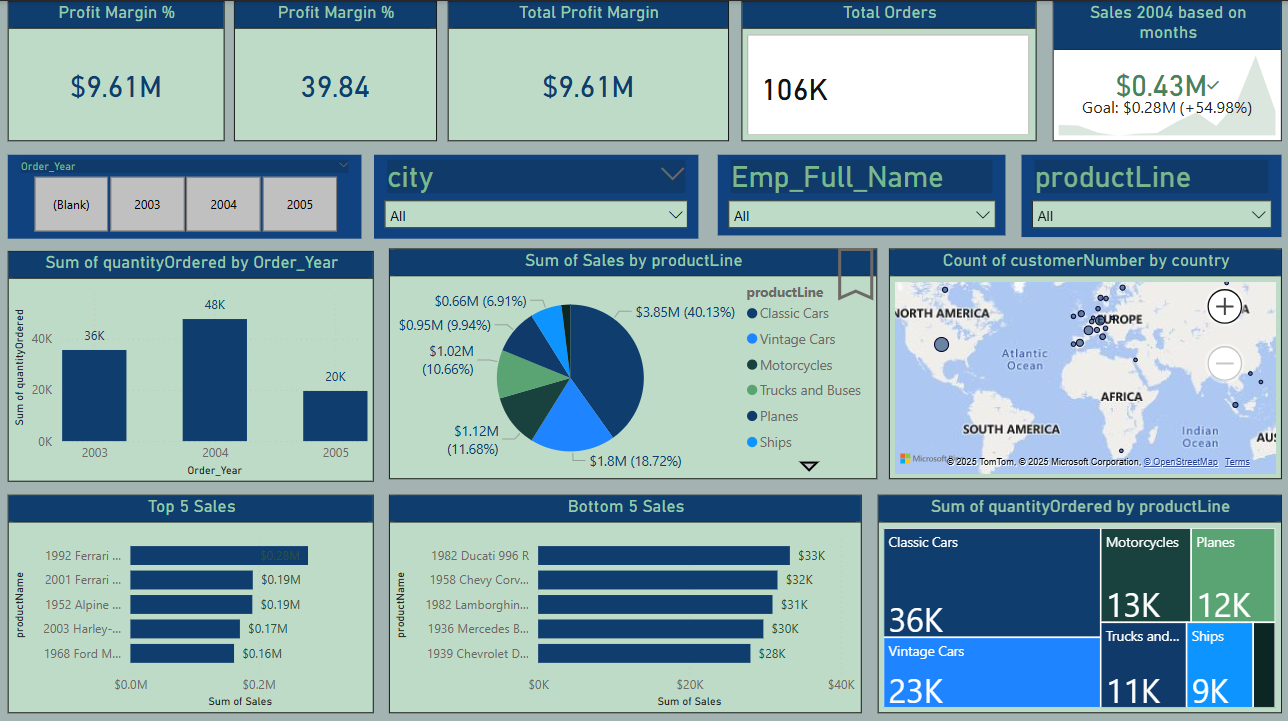 Profit Margin %
$9.61M
Profit Margin %
39.84
Total Profit Margin
$9.61M
Total Orders
106K
Sales 2004 based on
months
$0.43M
Goal: $0.28M (+54.98%)
Order_Year
(Blank)
2003
2004
2005
city
All
Emp_Full_Name
All
productLine
All
Sum of quantityOrdered by Order_Year
Sum of quantityOrdered
40K
20K
0K
36K
48K
20K
2003
2004
2005
Order_Year
Sum of Sales by productLine
$0.66M (6.91%)
$0.95M (9.94%)
$1.02M
(10.66%)
$1.12M
(11.68%)
$1.8M (18.72%)
$3.85M (40.13%)
productLine
Classic Cars
Vintage Cars
Motorcycles
Trucks and Buses
Planes
Ships
Count of customerNumber by country
NORTH AMERICA
EUROPE
Atlantic
Ocean
AFRICA
SOUTH AMERICA
Indian
Ocean
AUS
Microsoft
© 2025 TomTom, © 2025 Microsoft Corporation, © OpenStreetMap Terms
Top 5 Sales
productName
1992 Ferrari ...
$0.28M
2001 Ferrari ...
$0.19M
1952 Alpine ...
$0.19M
2003 Harley-...
$0.17M
1968 Ford M...
$0.16M
$0.0M
$0.2M
Sum of Sales
Bottom 5 Sales
productName
1982 Ducati 996 R
$33K
1958 Chevy Corv...
$32K
1982 Lamborghin...
$31K
1936 Mercedes B...
$30K
1939 Chevrolet D...
$28K
$0K
$20K
$40K
Sum of Sales
Sum of quantityOrdered by productLine
Classic Cars
36K
Vintage Cars
23K
Motorcycles
13K
Planes
12K
Trucks and...
11K
Ships
9K